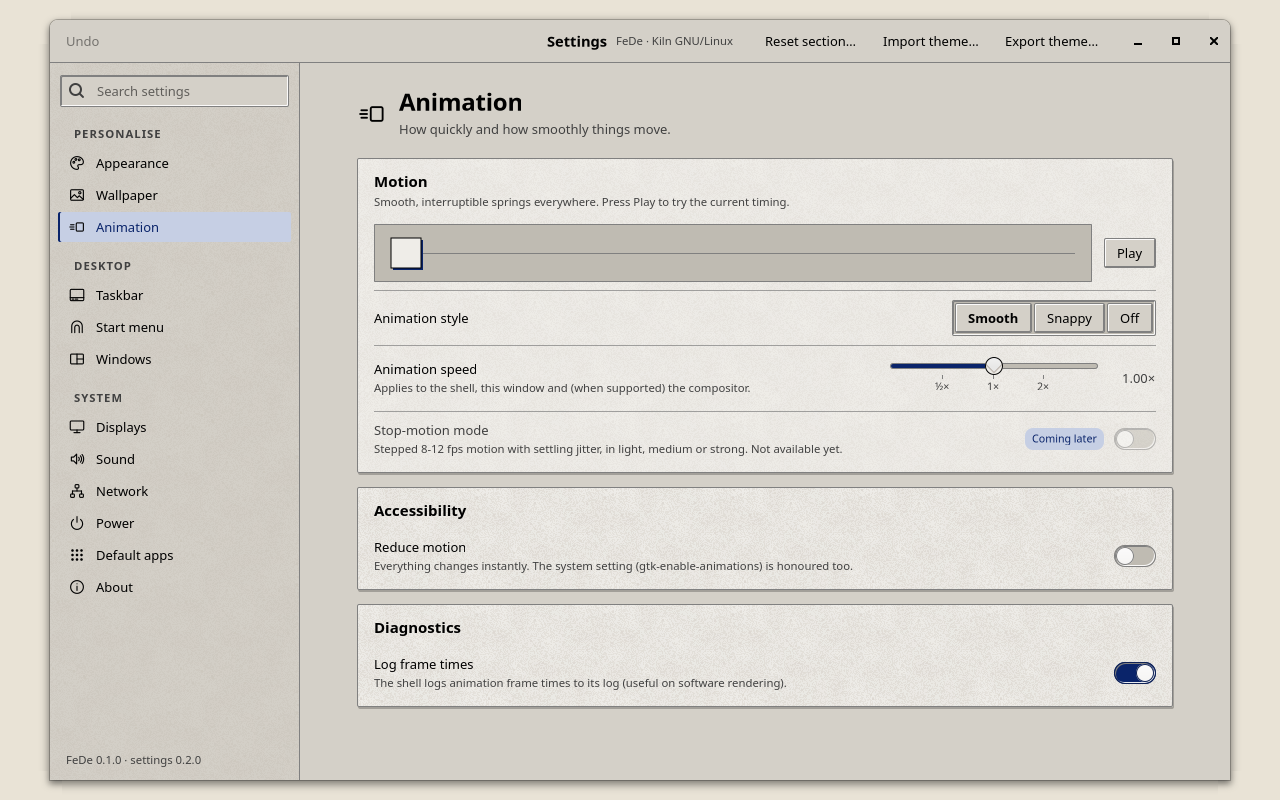 Undo
Settings FeDe · Kiln GNU/Linux
Reset section...
Import theme...
Export theme...
Search settings
PERSONALISE
Appearance
Wallpaper
Animation
DESKTOP
Taskbar
Start menu
Windows
SYSTEM
Displays
Sound
Network
Power
Default apps
About
FeDe 0.1.0 · settings 0.2.0
Animation
How quickly and how smoothly things move.
Motion
Smooth, interruptible springs everywhere. Press Play to try the current timing.
Play
Animation style
Smooth Snappy Off
Animation speed
Applies to the shell, this window and (when supported) the compositor.
½× 1× 2×
1.00×
Stop-motion mode
Stepped 8-12 fps motion with settling jitter, in light, medium or strong. Not available yet.
Coming later
Accessibility
Reduce motion
Everything changes instantly. The system setting (gtk-enable-animations) is honoured too.
Diagnostics
Log frame times
The shell logs animation frame times to its log (useful on software rendering).